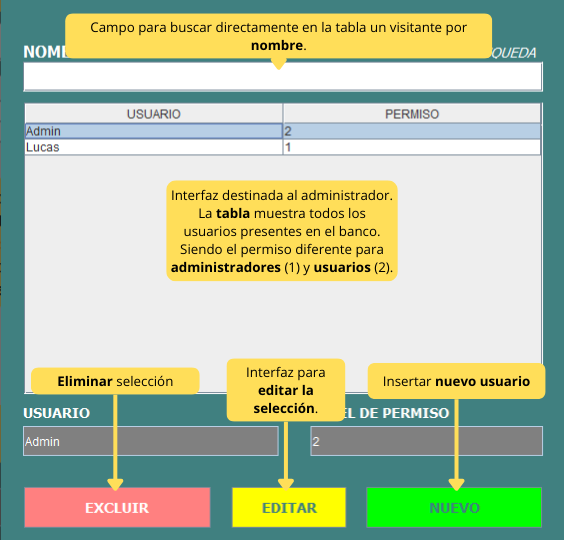 Campo para buscar directamente en la tabla un visitante por
nombre.
USUARIO PERMISO
Admin 2
Lucas 1
Interfaz destinada al administrador.
La tabla muestra todos los
usuarios presentes en el banco.
Siendo el permiso diferente para
administradores (1) y usuarios (2).
Eliminar selección
Interfaz para
editar la
selección.
Insertar nuevo usuario
USUARIO
EL DE PERMISO
Admin
2
EXCLUIR
EDITAR
NUEVO